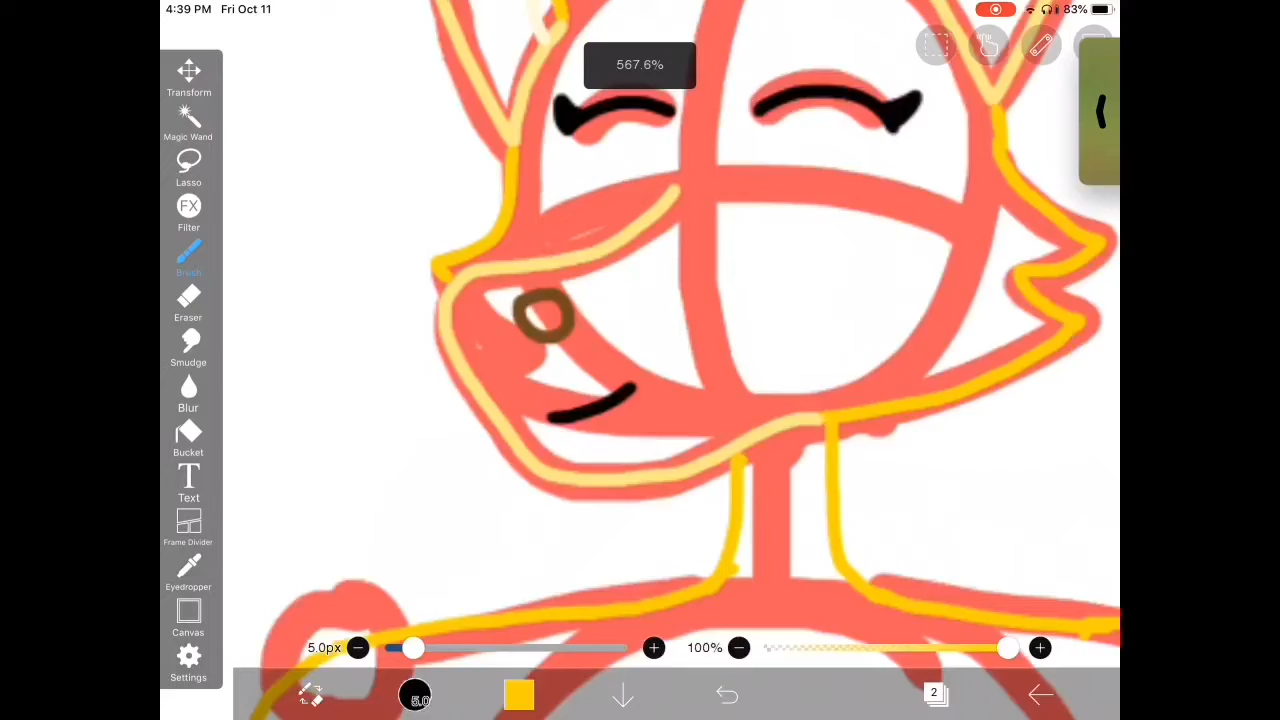 4:39 PM Fri Oct 11
83%
567.6%
Transform
Magic Wand
Lasso
FX
Filter
Brush
Eraser
Smudge
Blur
Bucket
T
Text
Frame Divider
Eyedropper
Canvas
Settings
5.0px
100%
5.0
2